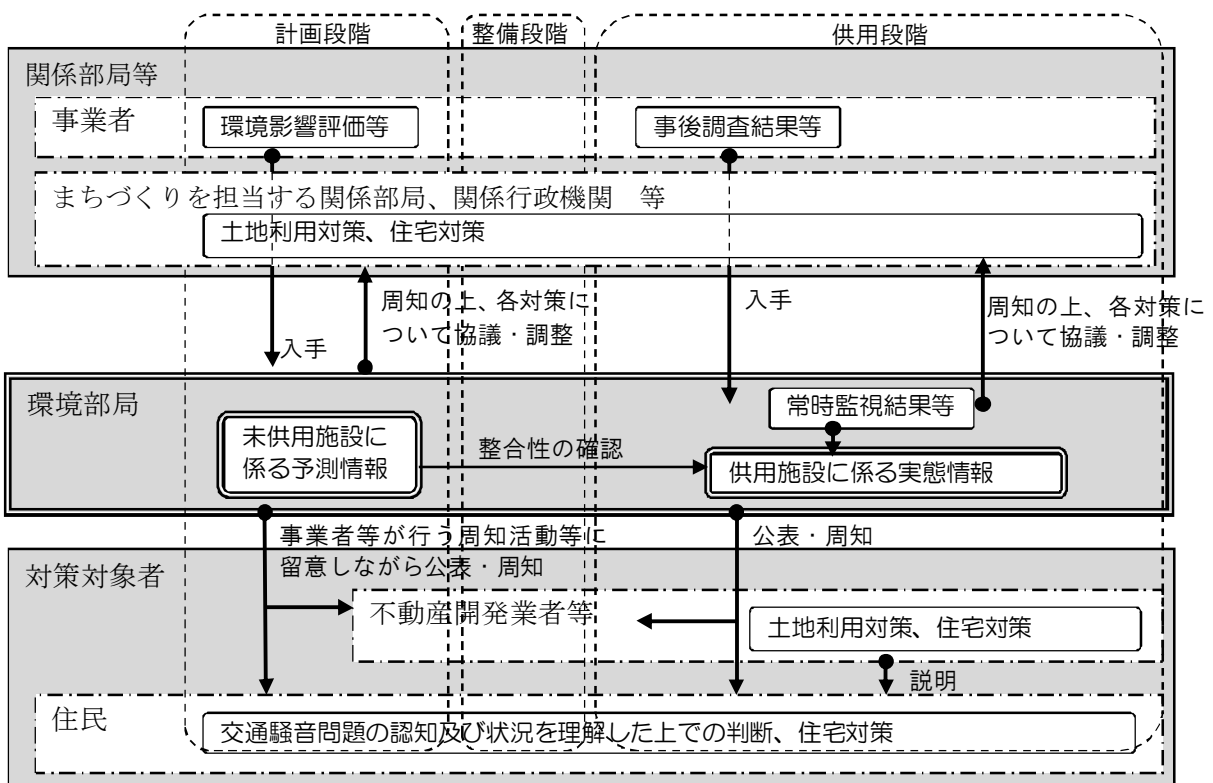 計画段階
整備段階
供用段階
関係部局等
事業者
環境影響評価等
事後調査結果等
まちづくりを担当する関係部局、関係行政機関　等
土地利用対策、住宅対策
入手
周知の上、各対策に
ついて協議・調整
入手
周知の上、各対策に
ついて協議・調整
環境部局
常時監視結果等
未供用施設に
係る予測情報
整合性の確認
供用施設に係る実態情報
事業者等が行う周知活動等に
留意しながら公表・周知
公表・周知
対策対象者
不動産開発業者等
土地利用対策、住宅対策
説明
住民
交通騒音問題の認知及び状況を理解した上での判断、住宅対策